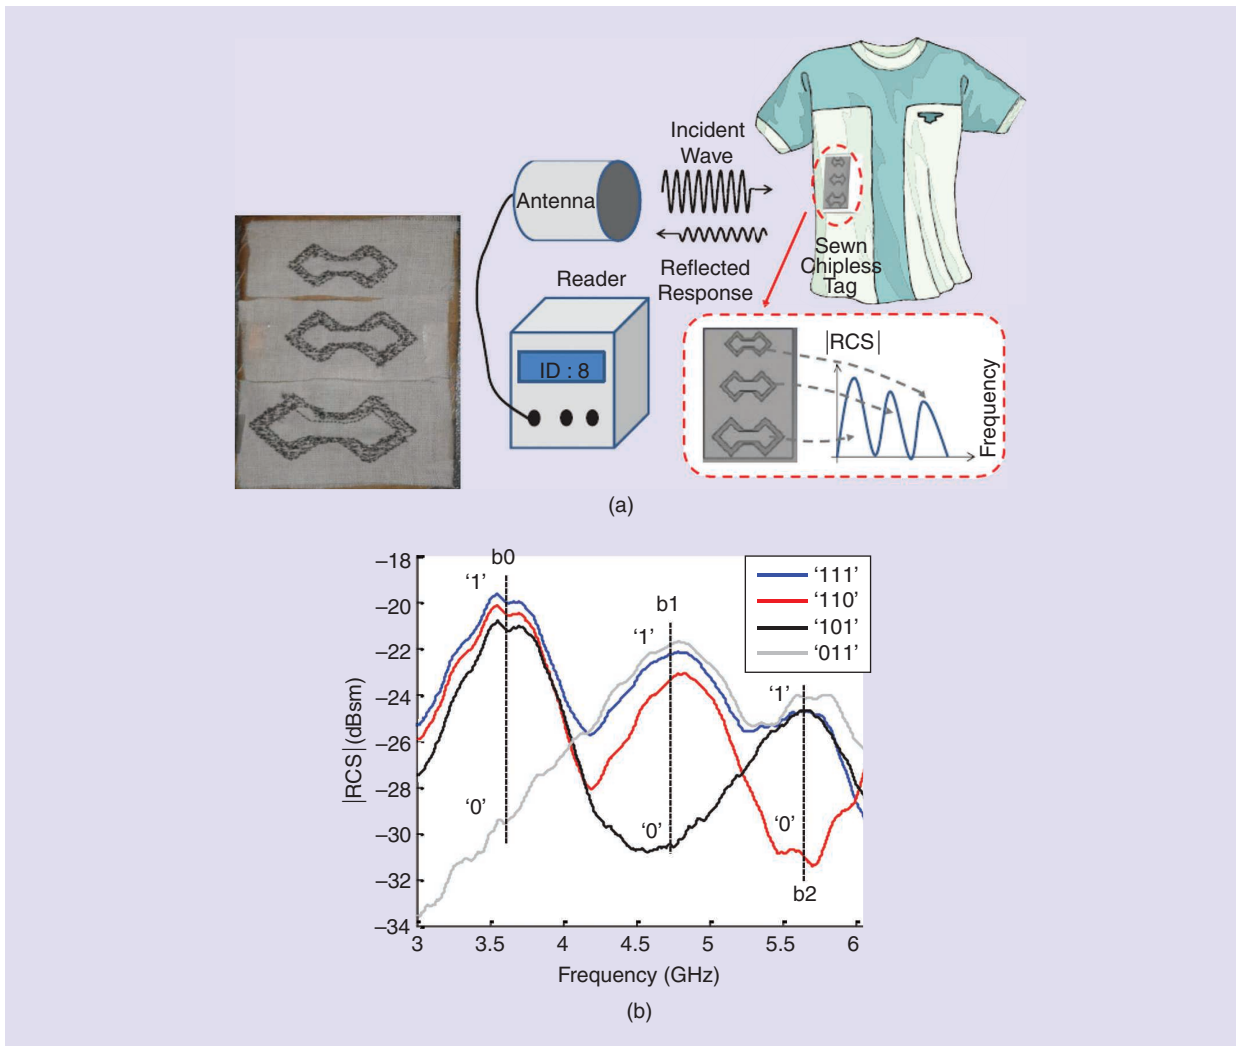 Incident
Wave
Antenna
Reader
Reflected
Response
Sewn
Chipless
Tag
ID : 8
|RCS|
Frequency
(a)
b0
b1
b2
'1'
'1'
'1'
'0'
'0'
'0'
'111'
'110'
'101'
'011'
|RCS| (dBsm)
–18
–20
–22
–24
–26
–28
–30
–32
–34
3 3.5 4 4.5 5 5.5 6
Frequency (GHz)
(b)